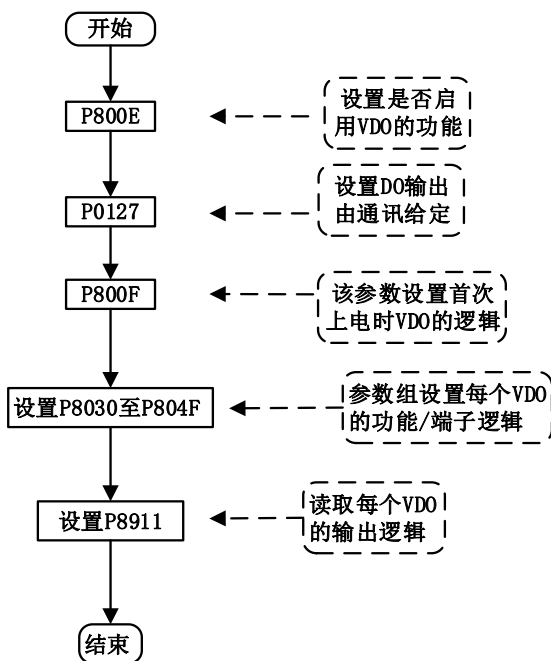 开始
P800E
设置是否启
用VDO的功能
P0127
设置DO输出
由通讯给定
P800F
该参数设置首次
上电时VDO的逻辑
设置P8030至P804F
参数组设置每个VDO
的功能/端子逻辑
设置P8911
读取每个VDO
的输出逻辑
结束